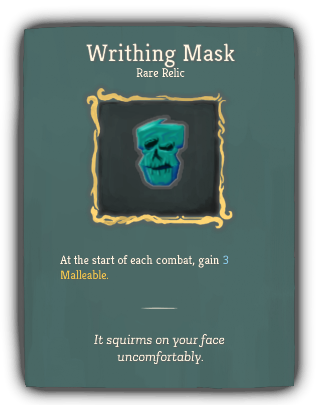 Writhing Mask
Rare Relic
At the start of each combat, gain 3
Malleable.
It squirms on your face
uncomfortably.